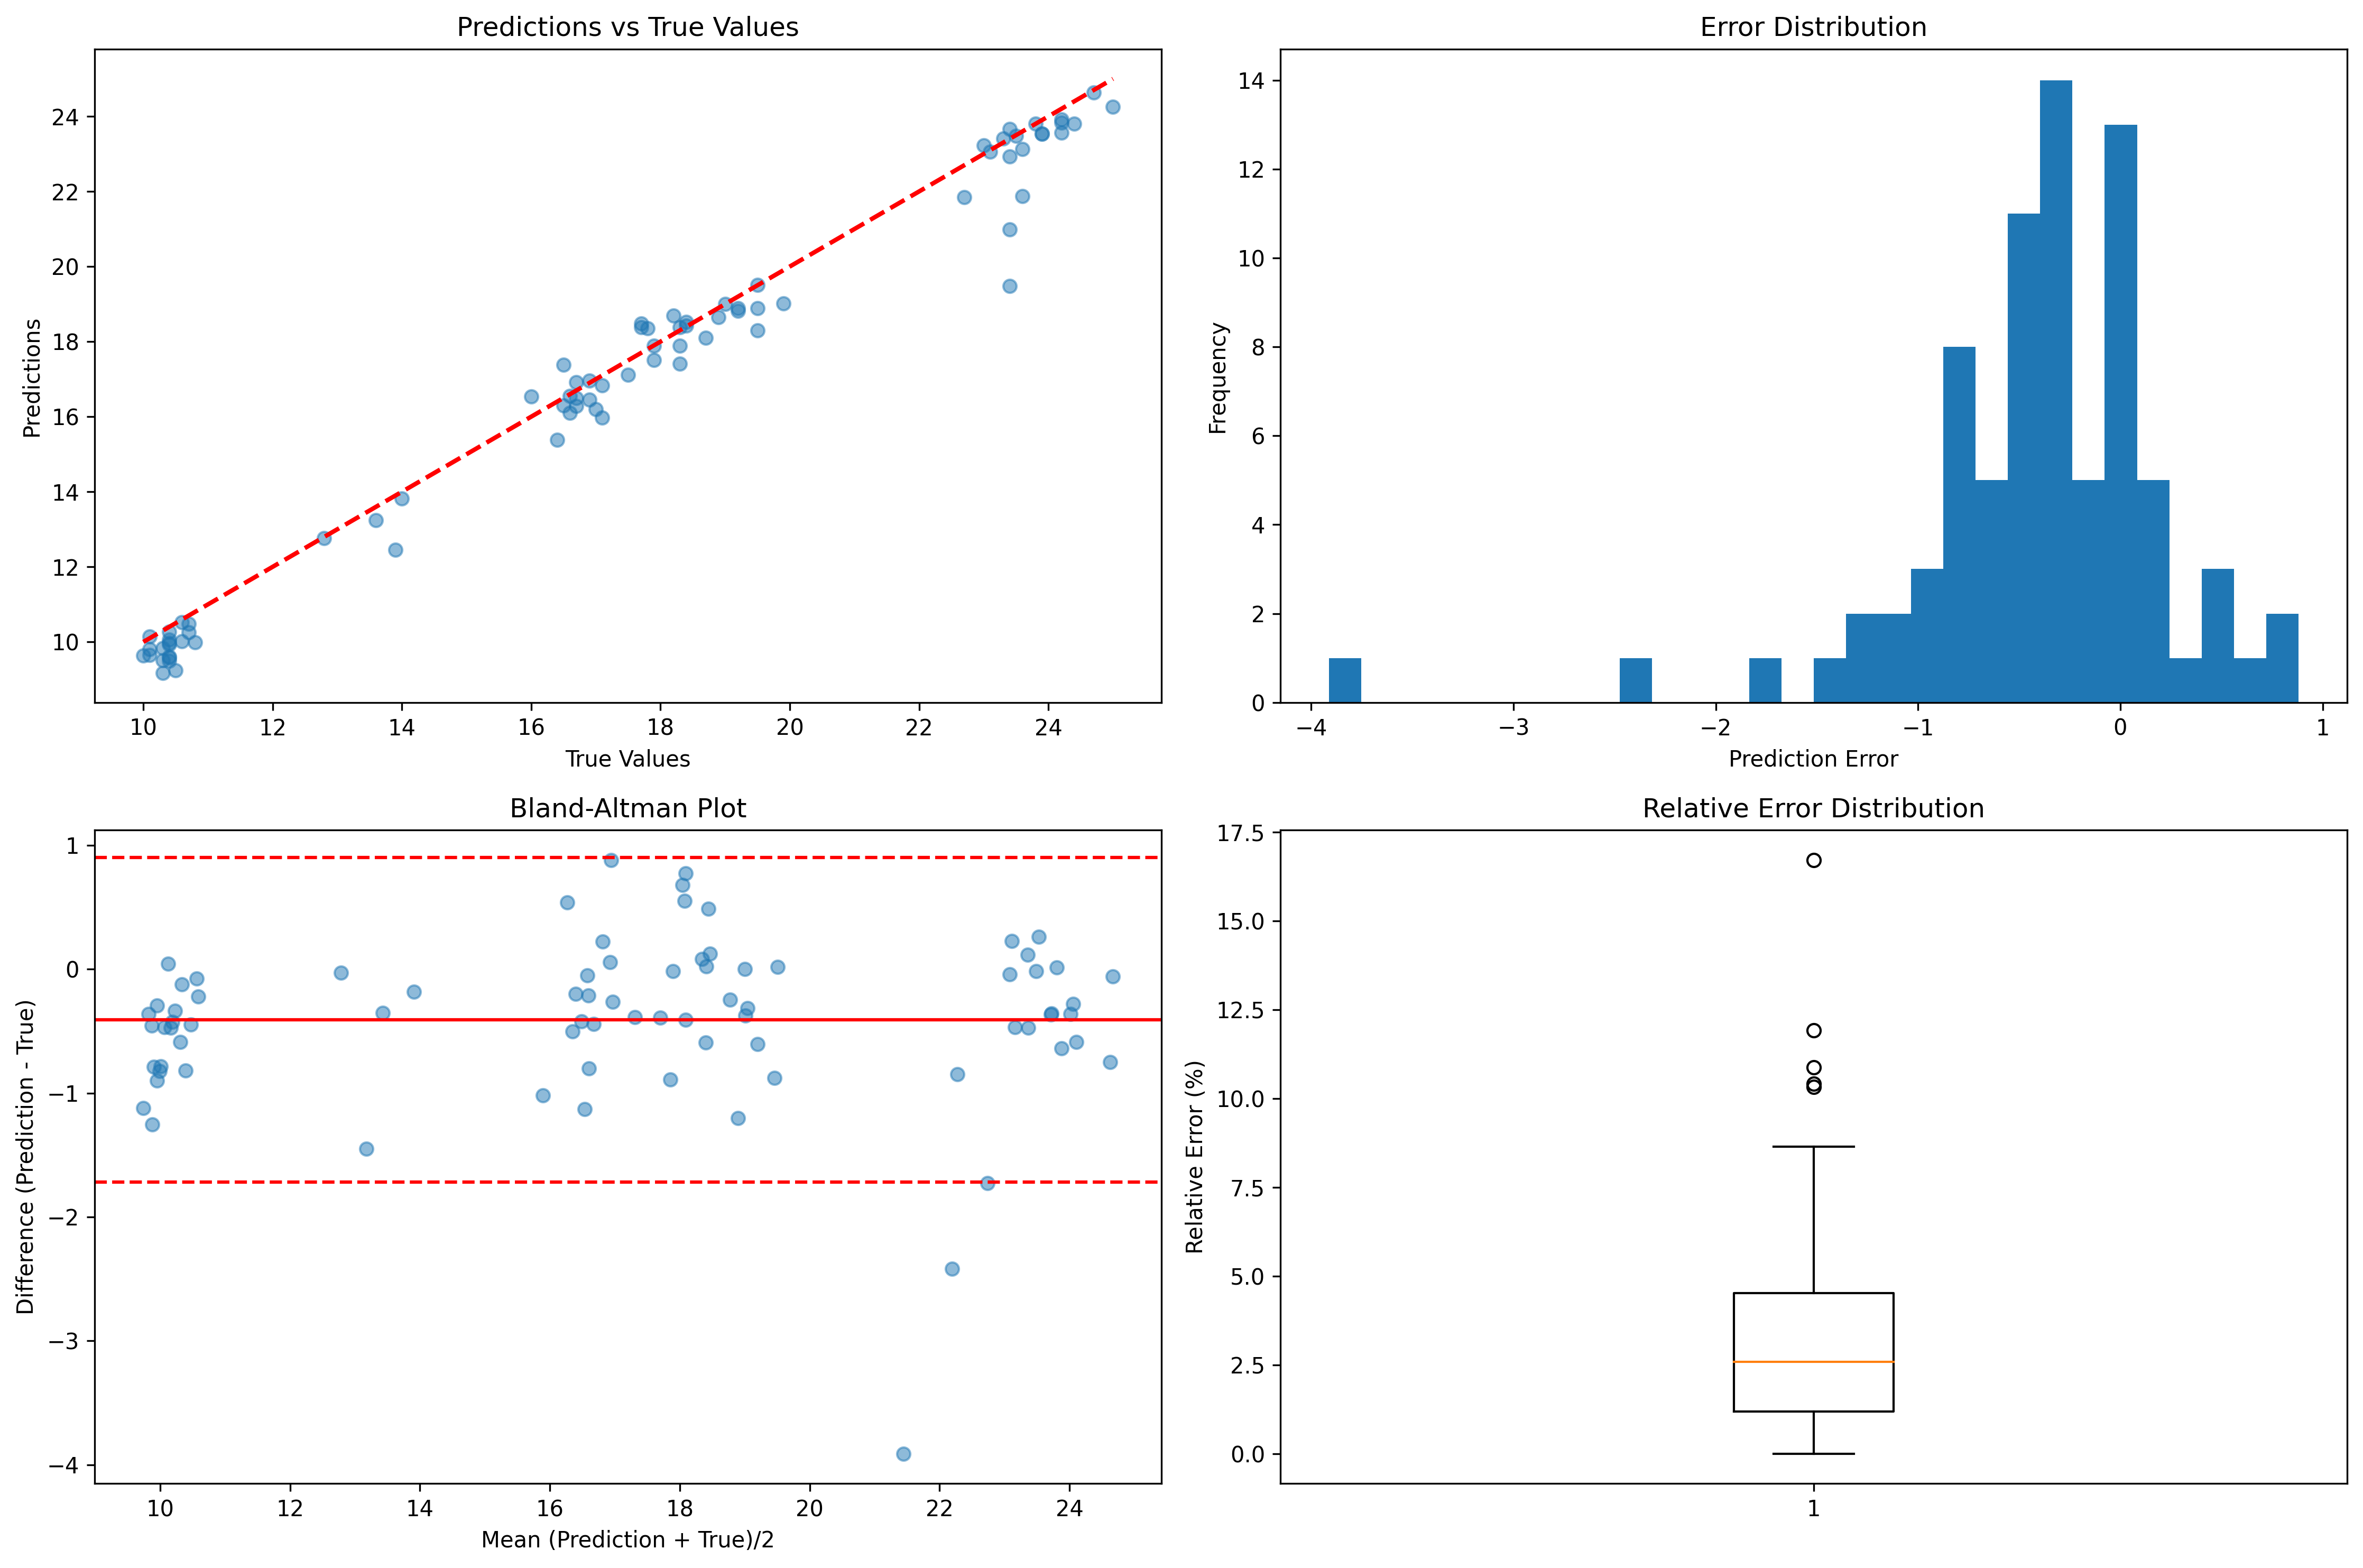 Predictions vs True Values
Predictions
24
22
20
18
16
14
12
10
10 12 14 16 18 20 22 24
True Values
Error Distribution
Frequency
14
12
10
8
6
4
2
0
−4 −3 −2 −1 0 1
Prediction Error
Bland-Altman Plot
Difference (Prediction - True)
1
0
−1
−2
−3
−4
10 12 14 16 18 20 22 24
Mean (Prediction + True)/2
Relative Error Distribution
Relative Error (%)
17.5
15.0
12.5
10.0
7.5
5.0
2.5
0.0
1